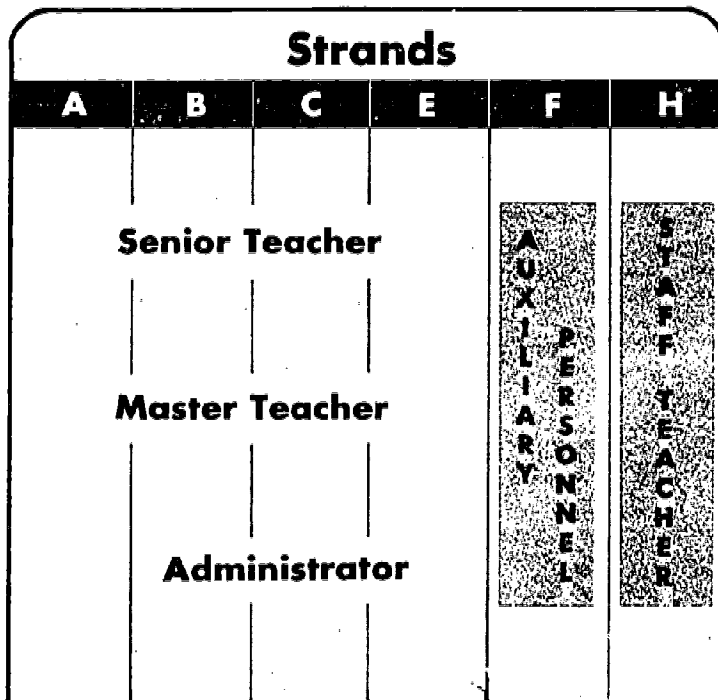 Strands
A B C E F H
Senior Teacher
Master Teacher
Administrator
AUXILIARY
PERSONNEL
STAFF TEACHER